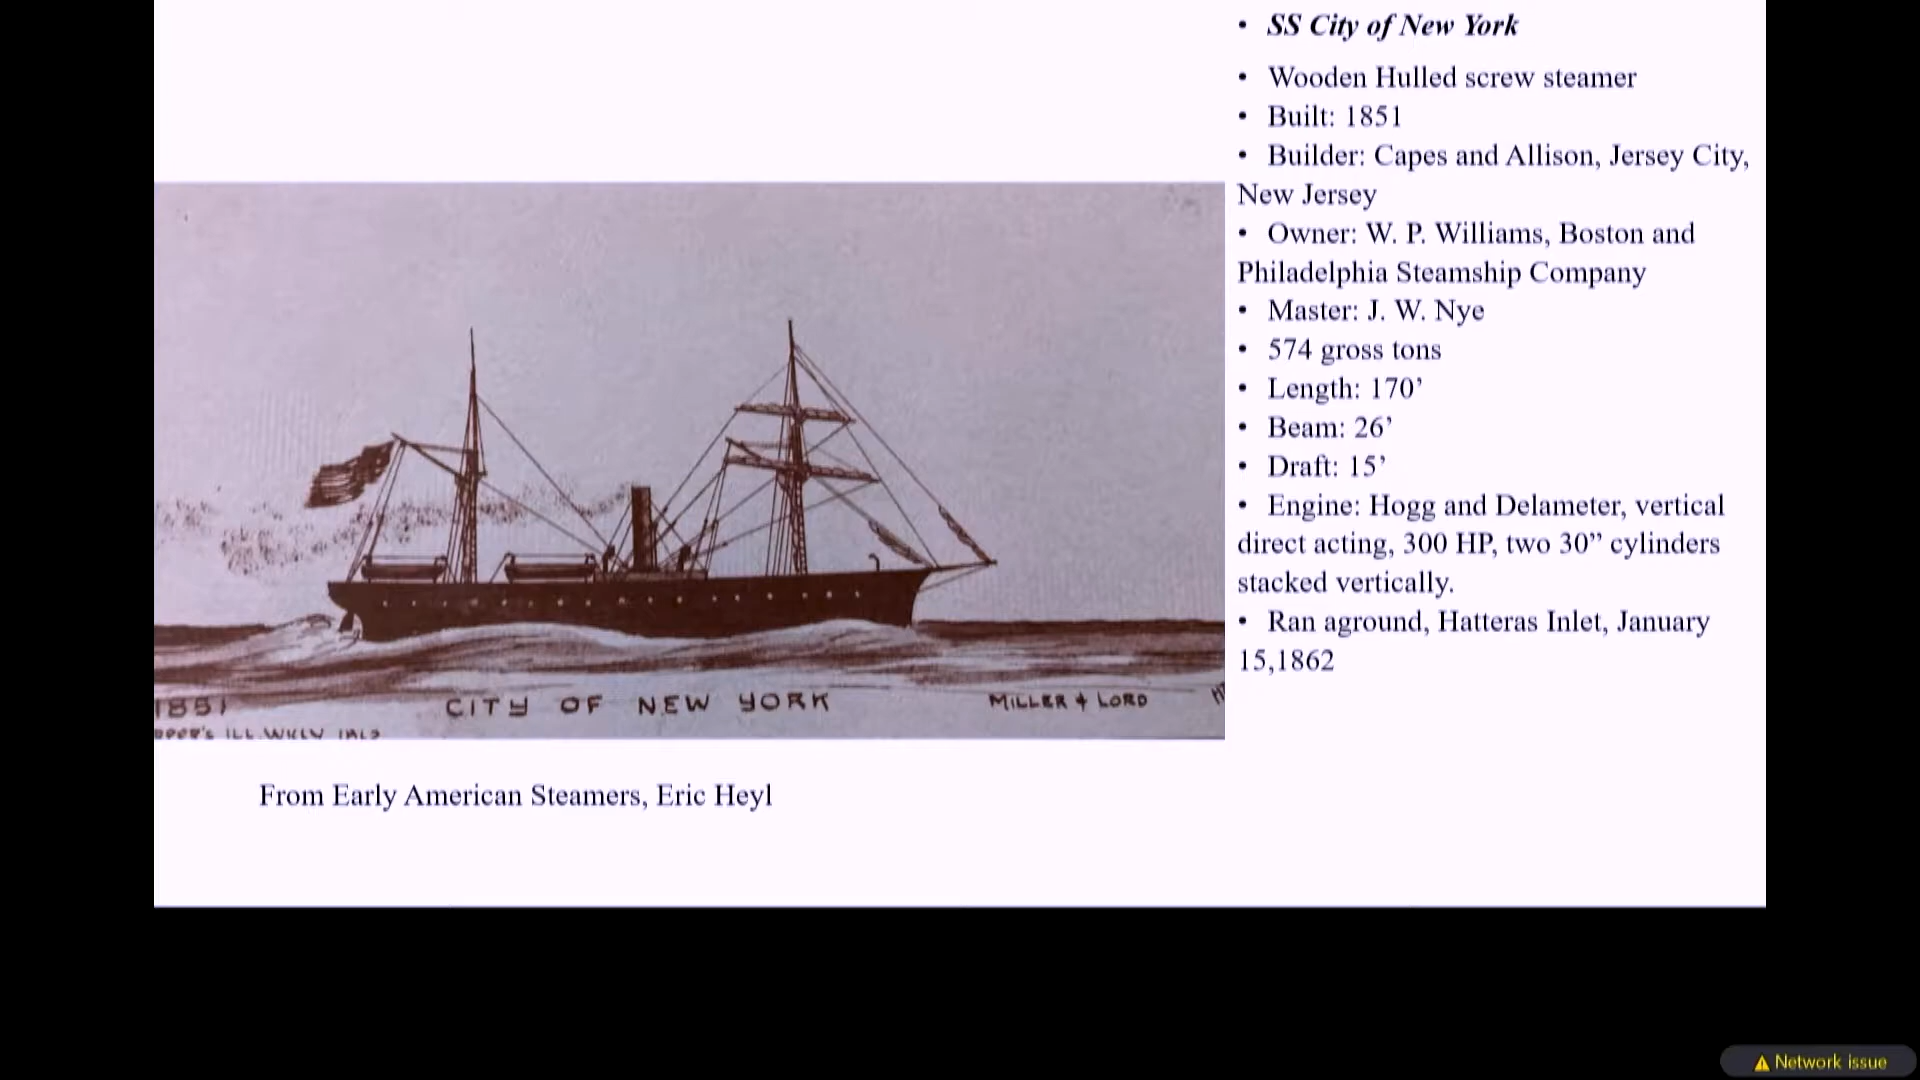 • SS City of New York
• Wooden Hulled screw steamer
• Built: 1851
• Builder: Capes and Allison, Jersey City,
New Jersey
• Owner: W. P. Williams, Boston and
Philadelphia Steamship Company
• Master: J. W. Nye
• 574 gross tons
• Length: 170’
• Beam: 26’
• Draft: 15’
• Engine: Hogg and Delameter, vertical
direct acting, 300 HP, two 30” cylinders
stacked vertically.
• Ran aground, Hatteras Inlet, January
15,1862
1851 CITY OF NEW YORK MILLER & LORD
ILL. WKLY
From Early American Steamers, Eric Heyl
Network issue